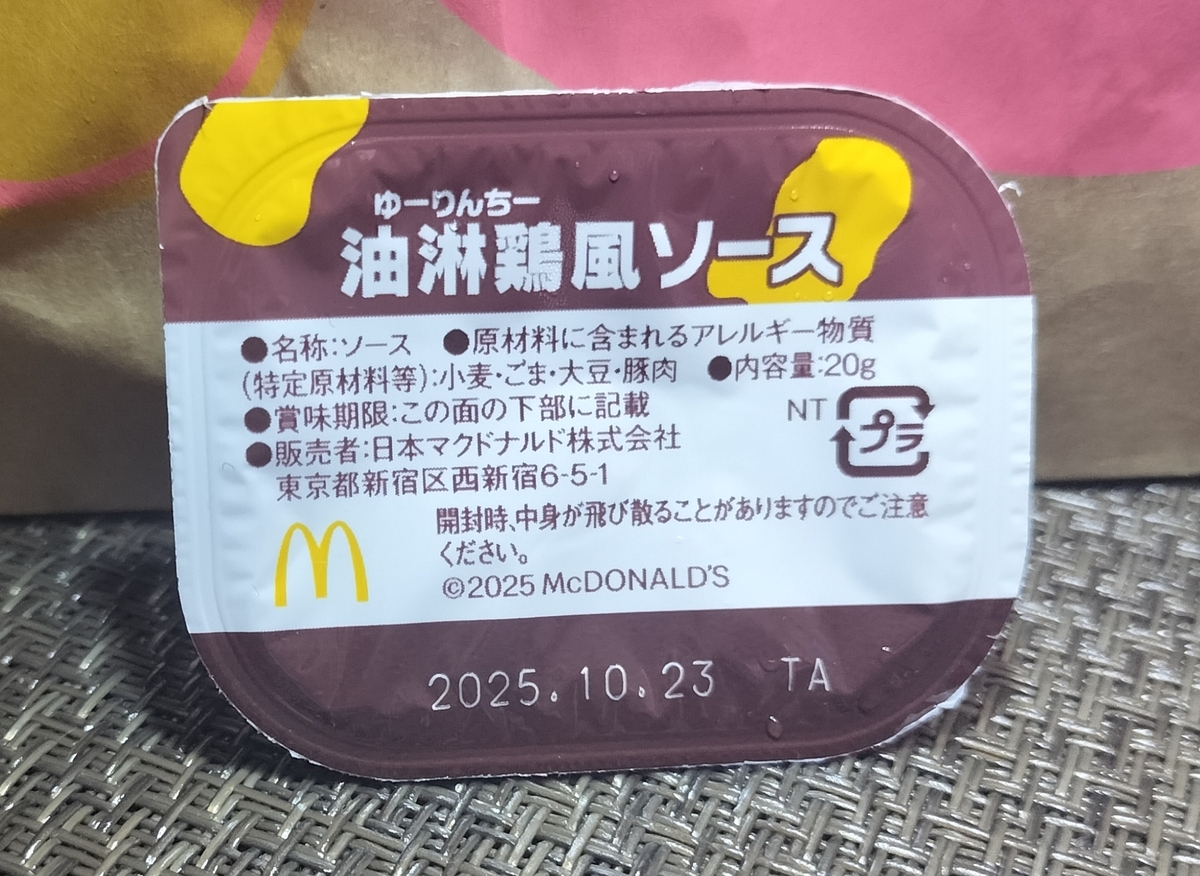 ゆーりんちー
油淋鶏風ソース
●名称:ソース ●原材料に含まれるアレルギー物質
(特定原材料等):小麦・ごま・大豆・豚肉 ●内容量:20g
●賞味期限:この面の下部に記載
NT プラ
●販売者:日本マクドナルド株式会社
東京都新宿区西新宿6-5-1
開封時、中身が飛び散ることがありますのでご注意
ください。
©2025 McDONALD'S
2025.10.23 TA